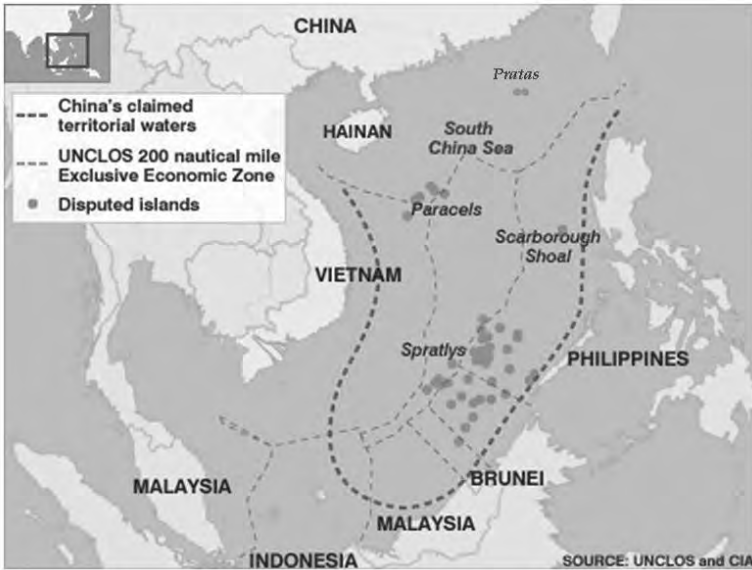 CHINA
Pratas
China's claimed
territorial waters
UNCLOS 200 nautical mile
Exclusive Economic Zone
Disputed islands
HAINAN
South
China Sea
Paracels
Scarborough
Shoal
VIETNAM
Spratlys
PHILIPPINES
MALAYSIA
BRUNEI
MALAYSIA
INDONESIA
SOURCE: UNCLOS and CIA